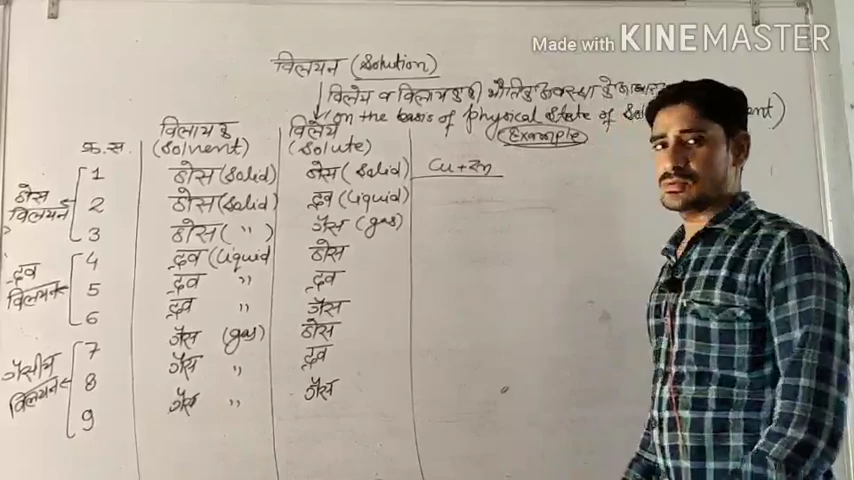 Made with KINEMASTER
विलयन (Solution)
विलेय व विलायक की भौतिक अवस्था के आधार
on the basis of physical state of
विलायक विलेय (Example)
क्र.स. (Solvent) (Solute)
1 ठोस (Solid) ठोस (Solid) Cu + Zn
ठोस विलयन 2 ठोस (Solid) द्रव (Liquid)
3 ठोस ( " ) गैस (gas)
4 द्रव (Liquid ठोस
द्रव विलयन 5 द्रव " द्रव
6 द्रव " गैस
7 गैस (gas) ठोस
गैसीय विलयन 8 गैस " द्रव
9 गैस " गैस